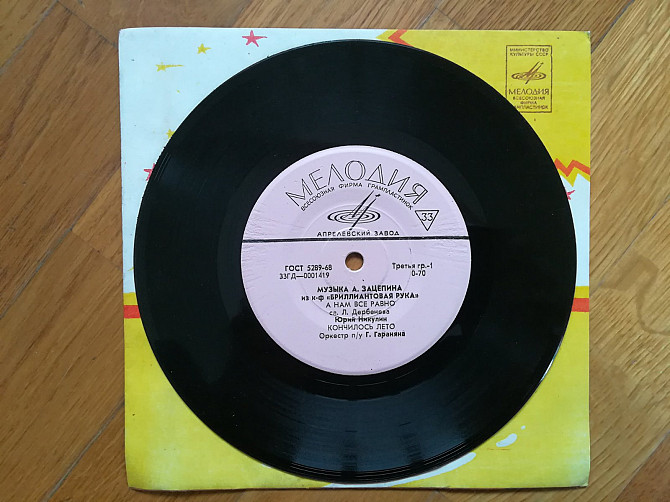 МИНИСТЕРСТВО
КУЛЬТУРЫ СССР
МЕЛОДИЯ
ВСЕСОЮЗНАЯ
ФИРМА
ГРАМПЛАСТИНОК
МЕЛОДИЯ
ВСЕСОЮЗНАЯ ФИРМА ГРАМПЛАСТИНОК
33
АПРЕЛЕВСКИЙ ЗАВОД
ГОСТ 5289-68 Третья гр.-1
33ГД—0001419 0-70
МУЗЫКА А. ЗАЦЕПИНА
из к-ф «БРИЛЛИАНТОВАЯ РУКА»
А НАМ ВСЕ РАВНО
сл. Л. Дербенева
Юрий Никулин
КОНЧИЛОСЬ ЛЕТО
Оркестр п/у Г. Гараняна